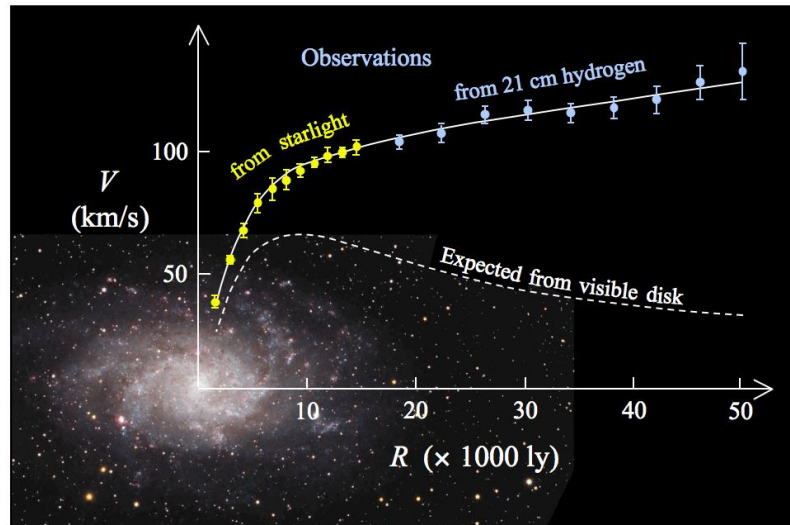 Observations
from 21 cm hydrogen
from starlight
100
V
(km/s)
50
Expected from visible disk
10
20
30
40
50
R (× 1000 ly)